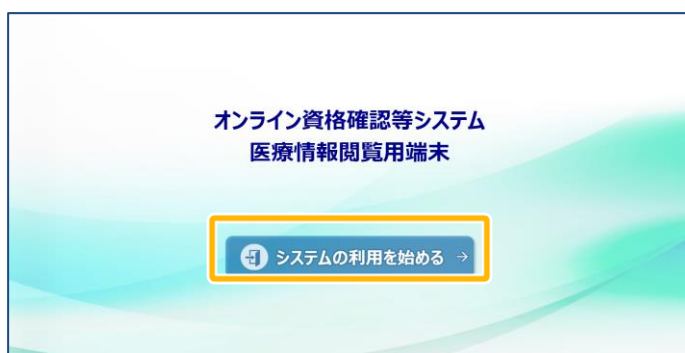 オンライン資格確認等システム
医療情報閲覧用端末
システムの利用を始める →